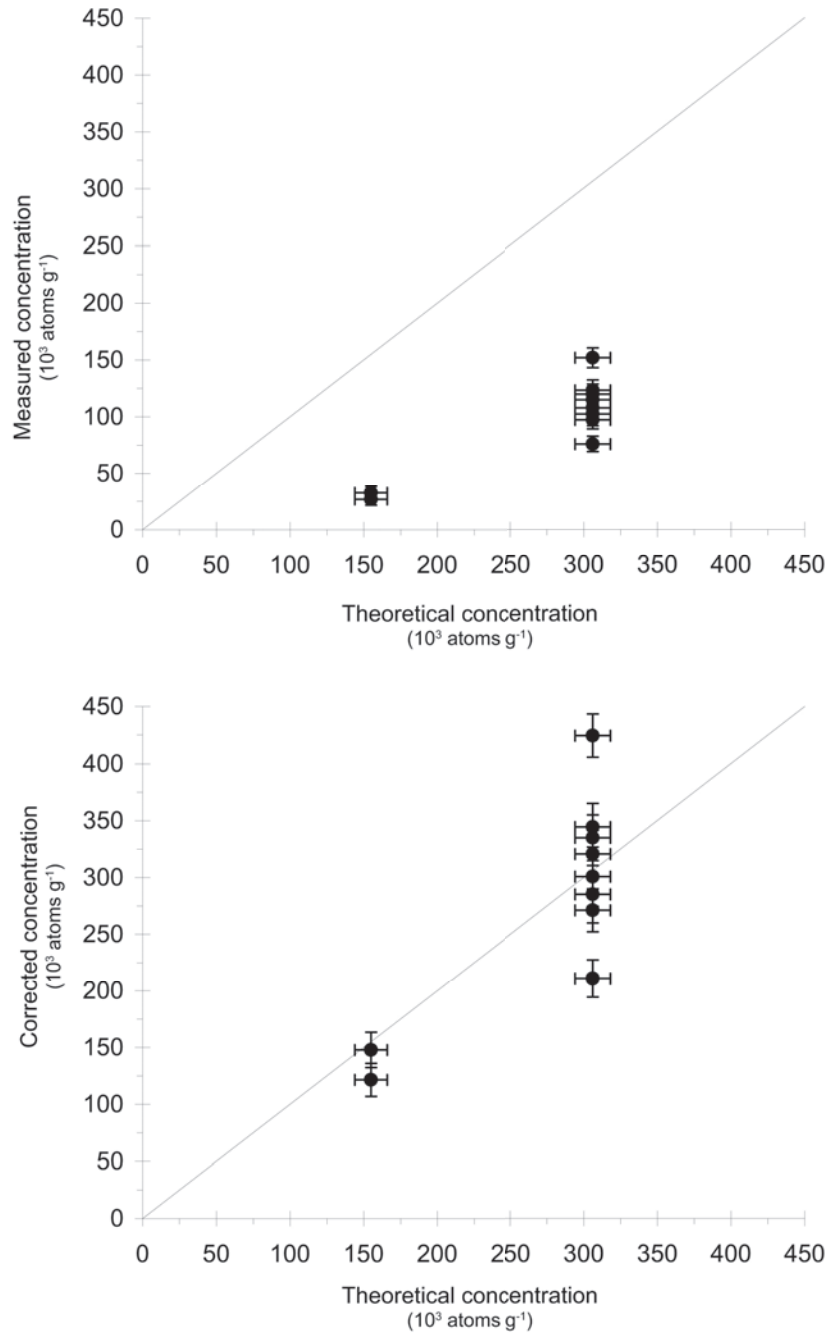 450
400
350
300
250
200
150
100
50
0
Measured concentration
(10³ atoms g⁻¹)
0 50 100 150 200 250 300 350 400 450
Theoretical concentration
(10³ atoms g⁻¹)
450
400
350
300
250
200
150
100
50
0
Corrected concentration
(10³ atoms g⁻¹)
0 50 100 150 200 250 300 350 400 450
Theoretical concentration
(10³ atoms g⁻¹)